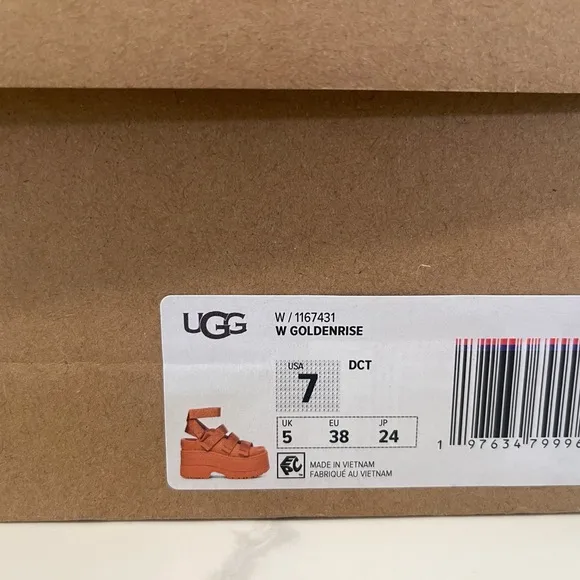 UGG
W / 1167431
W GOLDENRISE
USA
7
DCT
UK EU JP
5 38 24
MADE IN VIETNAM
FABRIQUÉ AU VIETNAM
1 97634 79996